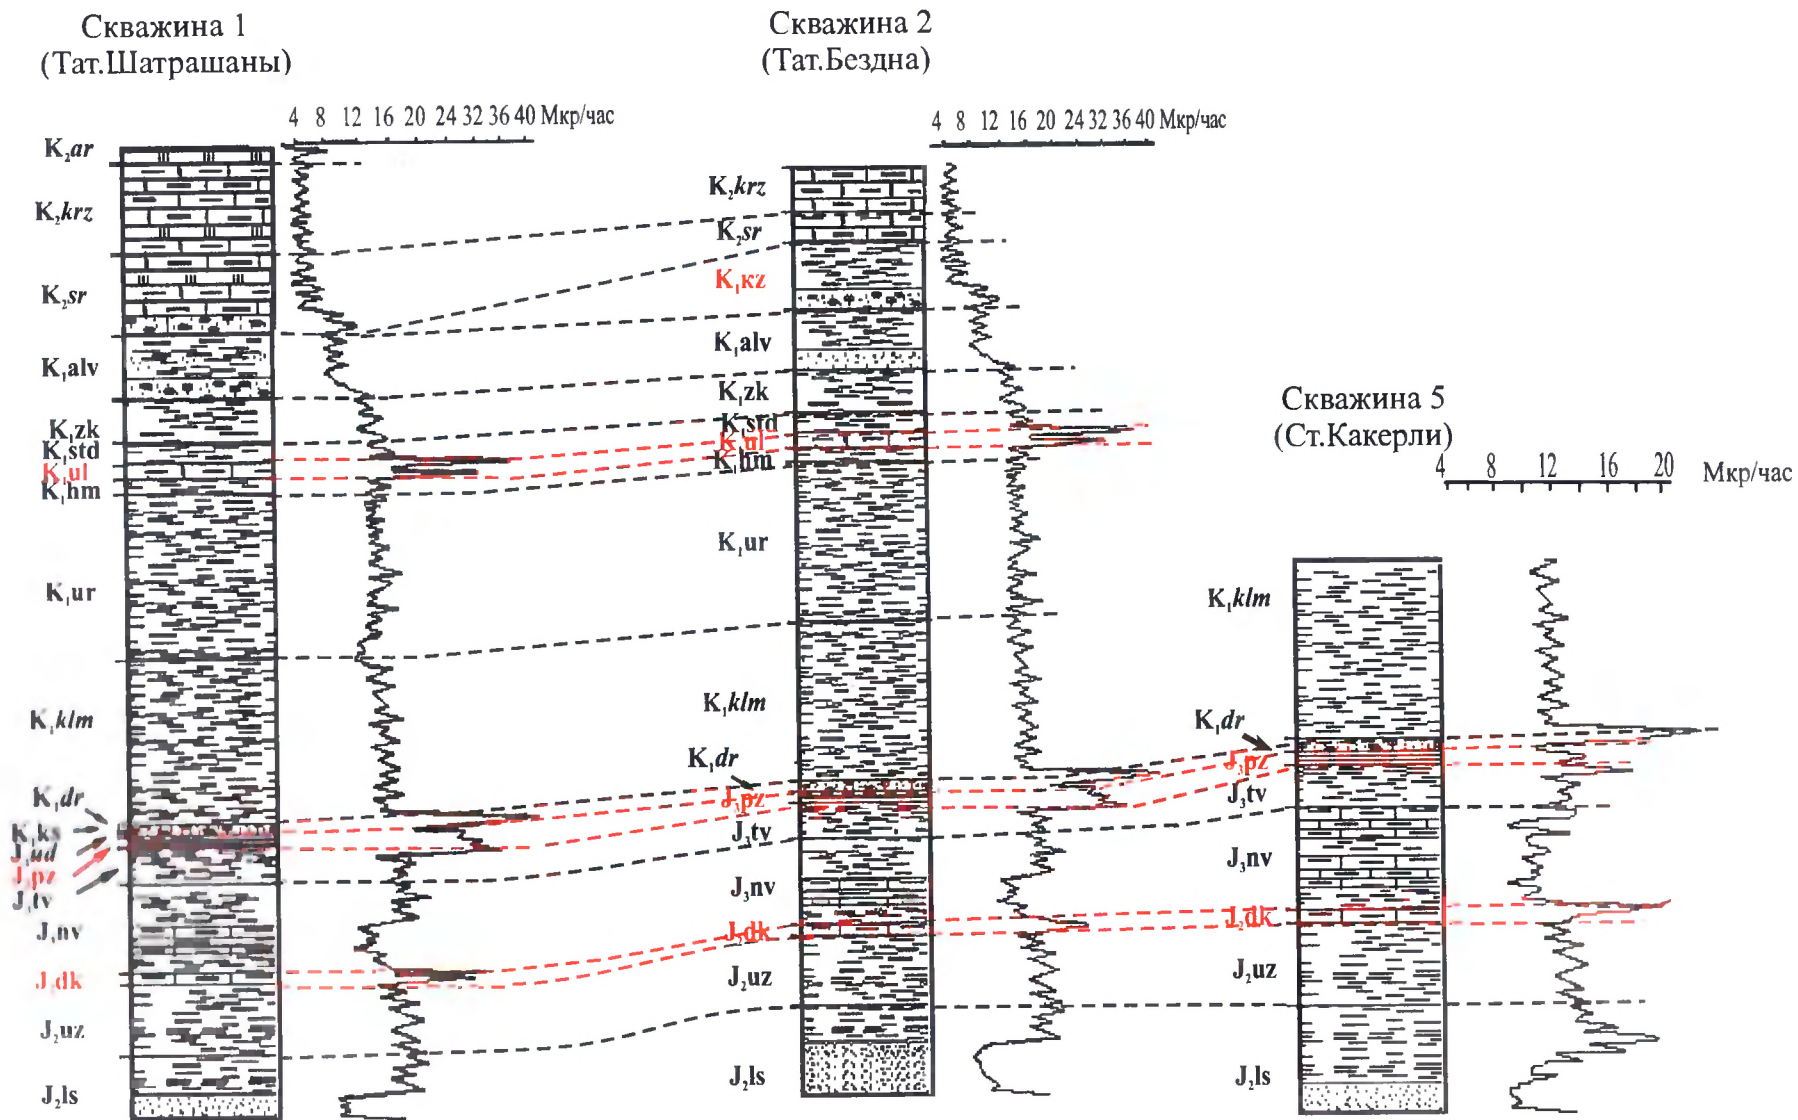 Скважина 1
(Тат.Шатрашаны)
4 8 12 16 20 24 32 36 40 Мкр/час
K₂ar
K₂krz
K₂sr
K₁alv
K₁zk
K₁std
K₁ul
K₁hm
K₁ur
K₁klm
K₁dr
K₁ks
J₃ud
J₃pz
J₃tv
J₃nv
J₂dk
J₂uz
J₂ls
Скважина 2
(Тат.Бездна)
4 8 12 16 20 24 32 36 40 Мкр/час
K₂krz
K₂sr
K₁кz
K₁alv
K₁zk
K₁std
K₁ul
K₁hm
K₁ur
K₁klm
K₁dr
J₃pz
J₃tv
J₃nv
J₂dk
J₂uz
J₂ls
Скважина 5
(Ст.Какерли)
4 8 12 16 20 Мкр/час
K₁klm
K₁dr
J₃pz
J₃tv
J₃nv
J₂dk
J₂uz
J₂ls